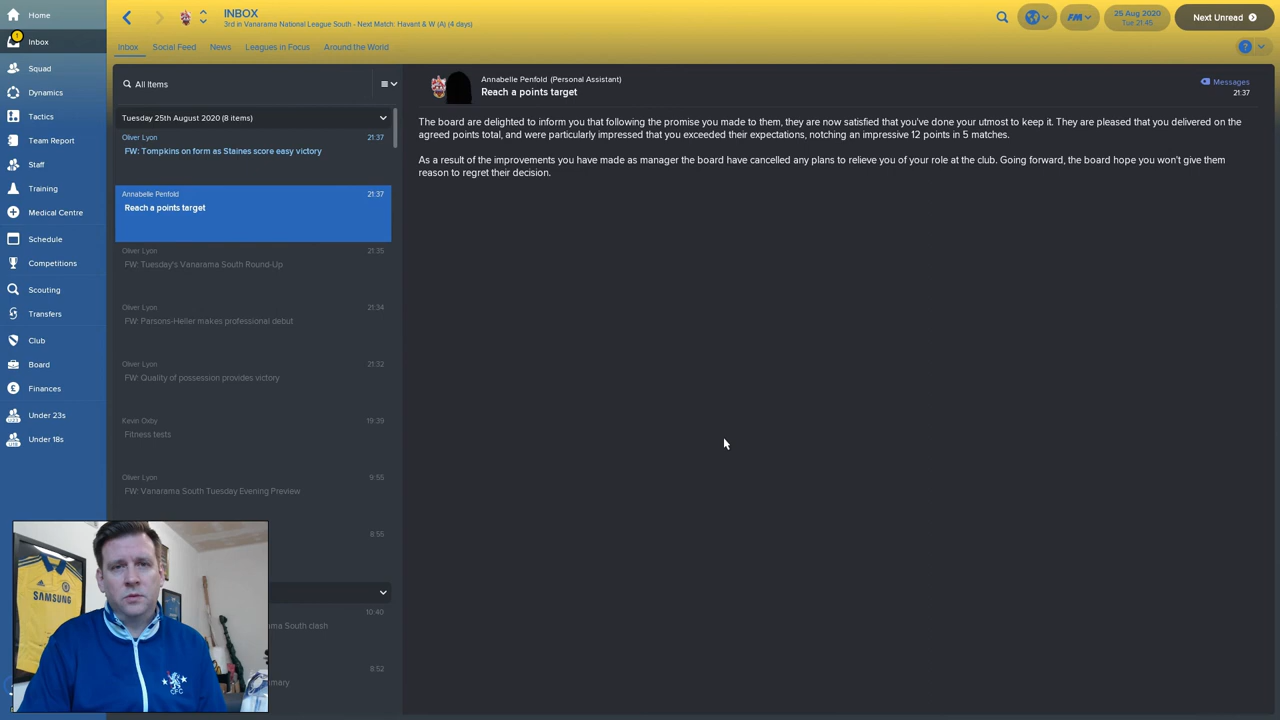 Home
INBOX
3rd in Vanarama National League South - Next Match: Havant & W (A) (4 days)
FM
25 Aug 2020
Tue 21:45
Next Unread
Inbox
Social Feed
News
Leagues in Focus
Around the World
?
Inbox
Squad
Dynamics
Tactics
Team Report
Staff
Training
Medical Centre
Schedule
Competitions
Scouting
Transfers
Club
Board
Finances
Under 23s
Under 18s
All Items
Tuesday 25th August 2020 (8 items)
Oliver Lyon 21:37
FW: Tompkins on form as Staines score easy victory
Annabelle Penfold 21:37
Reach a points target
Oliver Lyon 21:35
FW: Tuesday's Vanarama South Round-Up
Oliver Lyon 21:34
FW: Parsons-Heller makes professional debut
Oliver Lyon 21:32
FW: Quality of possession provides victory
Kevin Oxby 19:39
Fitness tests
Oliver Lyon 9:55
FW: Vanarama South Tuesday Evening Preview
8:56
10:40
South clash
8:52
Annabelle Penfold (Personal Assistant)
Reach a points target
Messages
21:37
The board are delighted to inform you that following the promise you made to them, they are now satisfied that you've done your utmost to keep it. They are pleased that you delivered on the
agreed points total, and were particularly impressed that you exceeded their expectations, notching an impressive 12 points in 5 matches.
As a result of the improvements you have made as manager the board have cancelled any plans to relieve you of your role at the club. Going forward, the board hope you won't give them
reason to regret their decision.
SAMSUNG
CFC